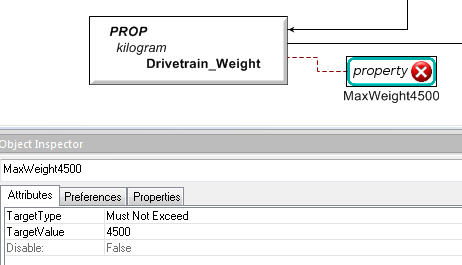 PROP
kilogram
Drivetrain_Weight
property
MaxWeight4500
Object Inspector
MaxWeight4500
Attributes Preferences Properties
TargetType Must Not Exceed
TargetValue 4500
Disable: False